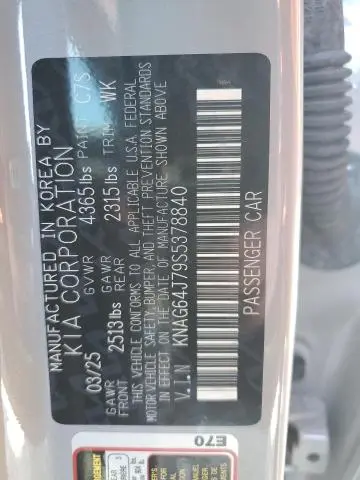 MANUFACTURED IN KOREA BY
KIA CORPORATION
03/25 GVWR 4365lbs PAINT C7S
GAWR FRONT 2513lbs GAWR REAR 2815lbs TRIM WK
THIS VEHICLE CONFORMS TO ALL APPLICABLE U.S.A. FEDERAL
MOTOR VEHICLE SAFETY, BUMPER, AND THEFT PREVENTION STANDARDS
IN EFFECT ON THE DATE OF MANUFACTURE SHOWN ABOVE.
V.I.N KNAG64J79S5378840
PASSENGER CAR
E70